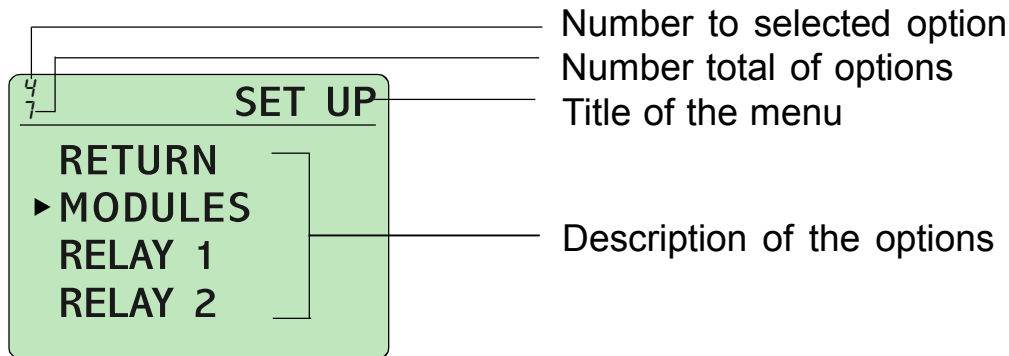 Number to selected option
Number total of options
4
7
SET UP
Title of the menu
RETURN
MODULES
RELAY 1
RELAY 2
Description of the options